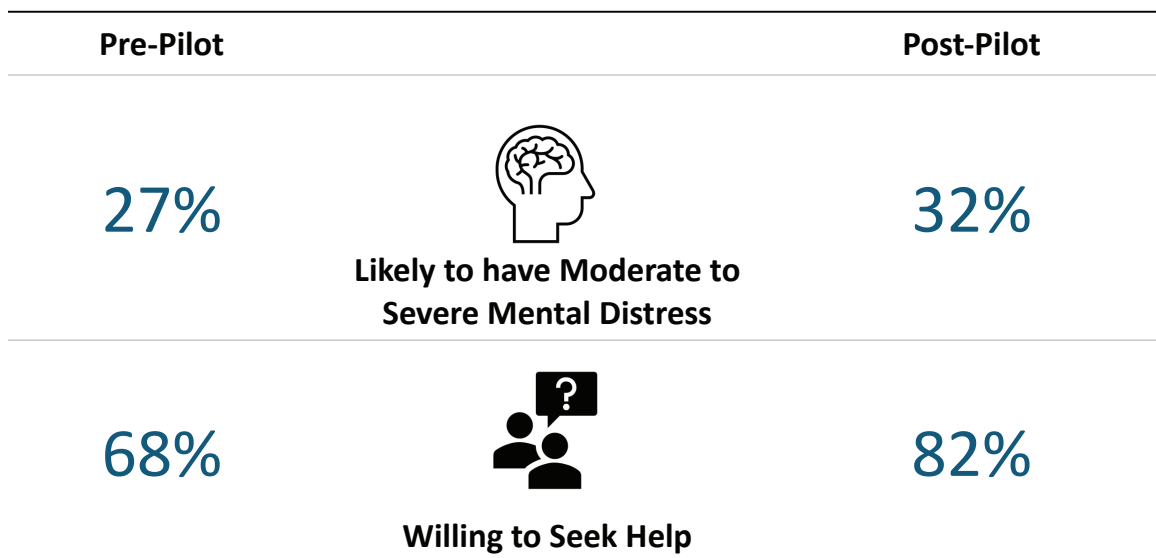 Pre-Pilot Post-Pilot
27% 32%
Likely to have Moderate to
Severe Mental Distress
?
68% 82%
Willing to Seek Help